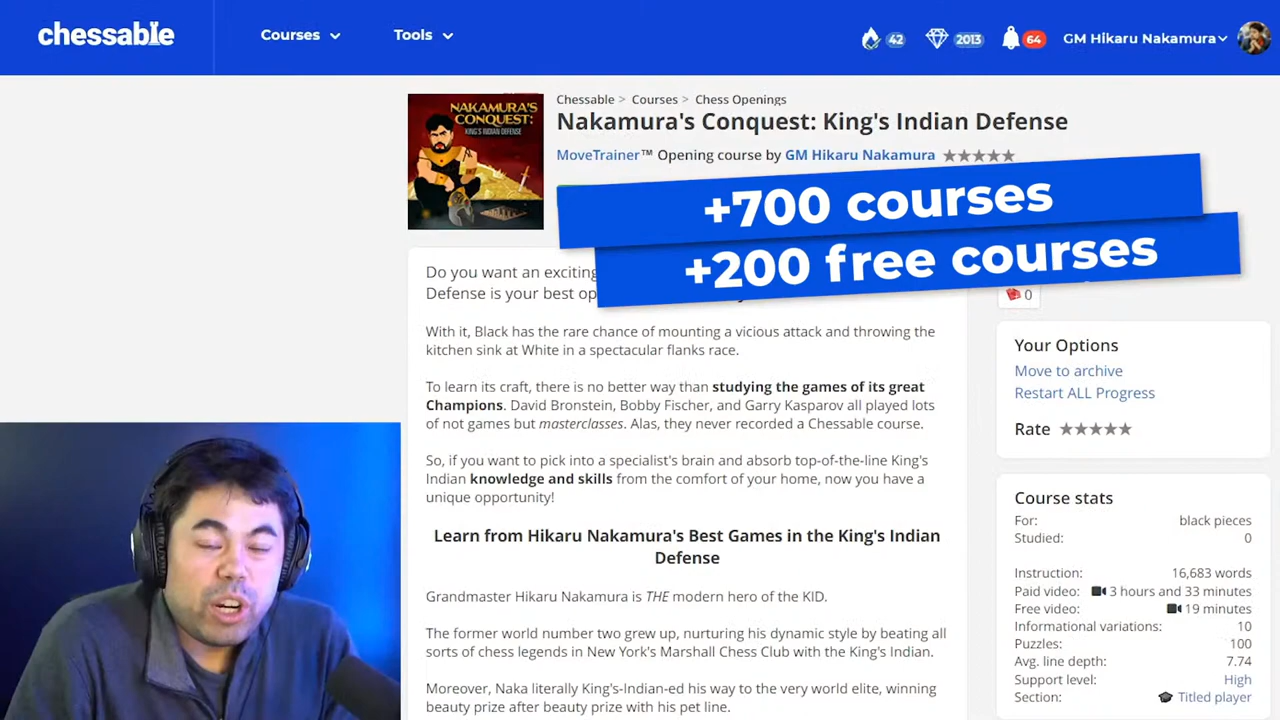 chessable
Courses
Tools
42
2013
64
GM Hikaru Nakamura
NAKAMURA'S
CONQUEST:
KING'S INDIAN DEFENSE
Chessable > Courses > Chess Openings
Nakamura's Conquest: King's Indian Defense
MoveTrainer™ Opening course by GM Hikaru Nakamura
+700 courses
+200 free courses
0
Do you want an exciting
Defense is your best op
With it, Black has the rare chance of mounting a vicious attack and throwing the
kitchen sink at White in a spectacular flanks race.
To learn its craft, there is no better way than studying the games of its great
Champions. David Bronstein, Bobby Fischer, and Garry Kasparov all played lots
of not games but masterclasses. Alas, they never recorded a Chessable course.
So, if you want to pick into a specialist's brain and absorb top-of-the-line King's
Indian knowledge and skills from the comfort of your home, now you have a
unique opportunity!
Learn from Hikaru Nakamura's Best Games in the King's Indian
Defense
Grandmaster Hikaru Nakamura is THE modern hero of the KID.
The former world number two grew up, nurturing his dynamic style by beating all
sorts of chess legends in New York's Marshall Chess Club with the King's Indian.
Moreover, Naka literally King's-Indian-ed his way to the very world elite, winning
beauty prize after beauty prize with his pet line.
Your Options
Move to archive
Restart ALL Progress
Rate
Course stats
For: black pieces
Studied: 0
Instruction: 16,683 words
Paid video: 3 hours and 33 minutes
Free video: 19 minutes
Informational variations: 10
Puzzles: 100
Avg. line depth: 7.74
Support level: High
Section: Titled player